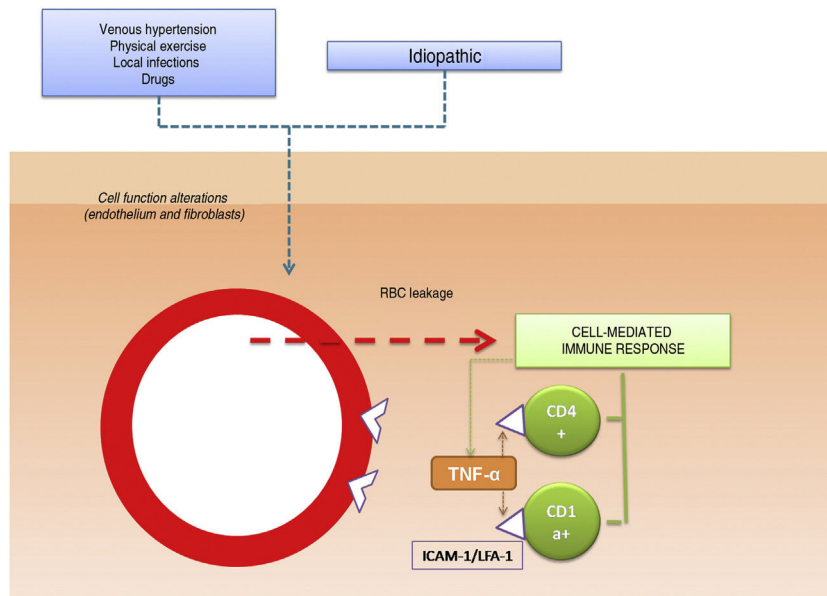 Venous hypertension
Physical exercise
Local infections
Drugs
Idiopathic
Cell function alterations
(endothelium and fibroblasts)
RBC leakage
CELL-MEDIATED
IMMUNE RESPONSE
CD4
+
TNF-α
CD1
a+
ICAM-1/LFA-1